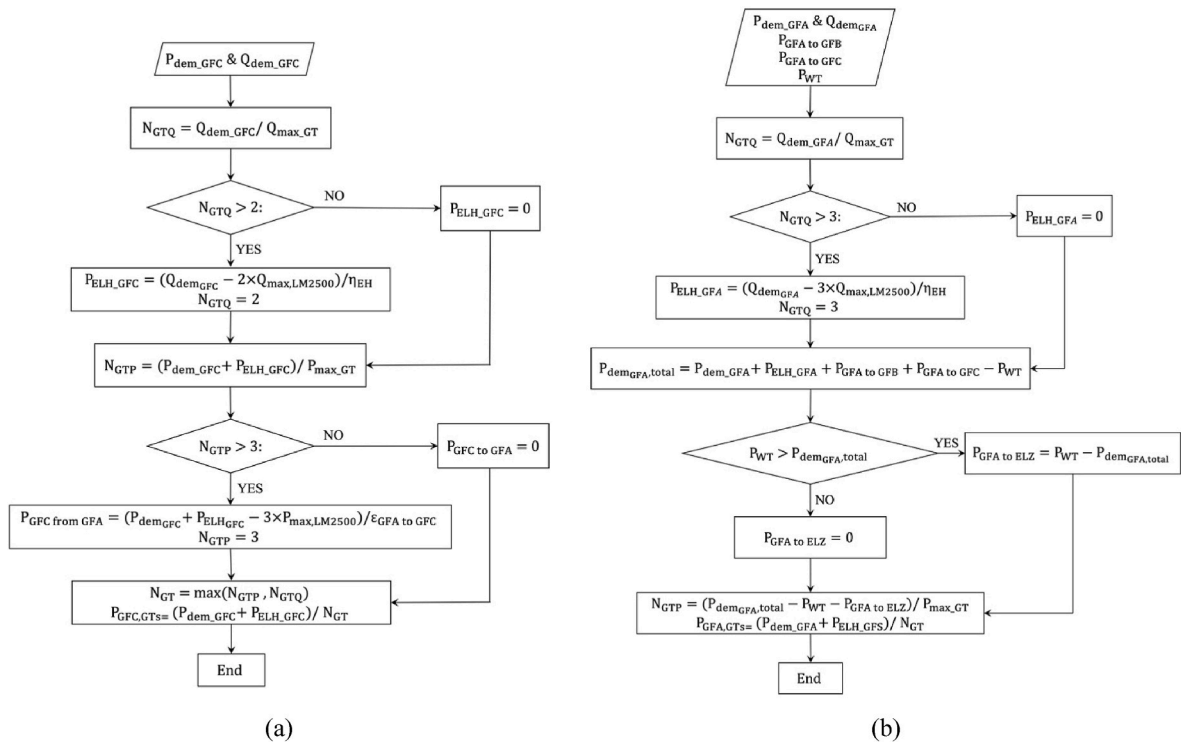 P_dem_GFC & Q_dem_GFC
N_GTQ = Q_dem_GFC/ Q_max_GT
N_GTQ > 2:
NO
P_ELH_GFC = 0
YES
P_ELH_GFC = (Q_dem_GFC − 2×Q_max,LM2500)/η_EH
N_GTQ = 2
N_GTP = (P_dem_GFC + P_ELH_GFC)/ P_max_GT
N_GTP > 3:
NO
P_GFC to GFA = 0
YES
P_GFC from GFA = (P_dem_GFC + P_ELH_GFC − 3×P_max,LM2500)/ε_GFA to GFC
N_GTP = 3
N_GT = max(N_GTP , N_GTQ)
P_GFC,GTs= (P_dem_GFC + P_ELH_GFC)/ N_GT
End
(a)
P_dem_GFA & Q_dem_GFA
P_GFA to GFB
P_GFA to GFC
P_WT
N_GTQ = Q_dem_GFA/ Q_max_GT
N_GTQ > 3:
NO
P_ELH_GFA = 0
YES
P_ELH_GFA = (Q_dem_GFA − 3×Q_max,LM2500)/η_EH
N_GTQ = 3
P_dem_GFA,total = P_dem_GFA + P_ELH_GFA + P_GFA to GFB + P_GFA to GFC − P_WT
P_WT > P_dem_GFA,total
YES
P_GFA to ELZ = P_WT − P_dem_GFA,total
NO
P_GFA to ELZ = 0
N_GTP = (P_dem_GFA,total − P_WT − P_GFA to ELZ)/ P_max_GT
P_GFA,GTs= (P_dem_GFA + P_ELH_GFS)/ N_GT
End
(b)